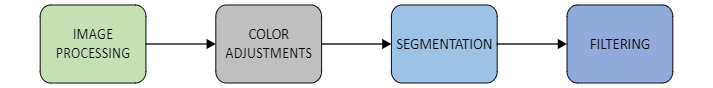 IMAGE
PROCESSING
COLOR
ADJUSTMENTS
SEGMENTATION
FILTERING